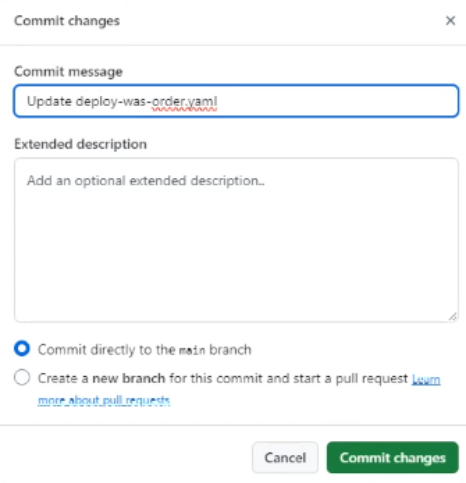 Commit changes
Commit message
Update deploy-was-order.yaml
Extended description
Add an optional extended description..
Commit directly to the main branch
Create a new branch for this commit and start a pull request Learn
more about pull requests
Cancel
Commit changes